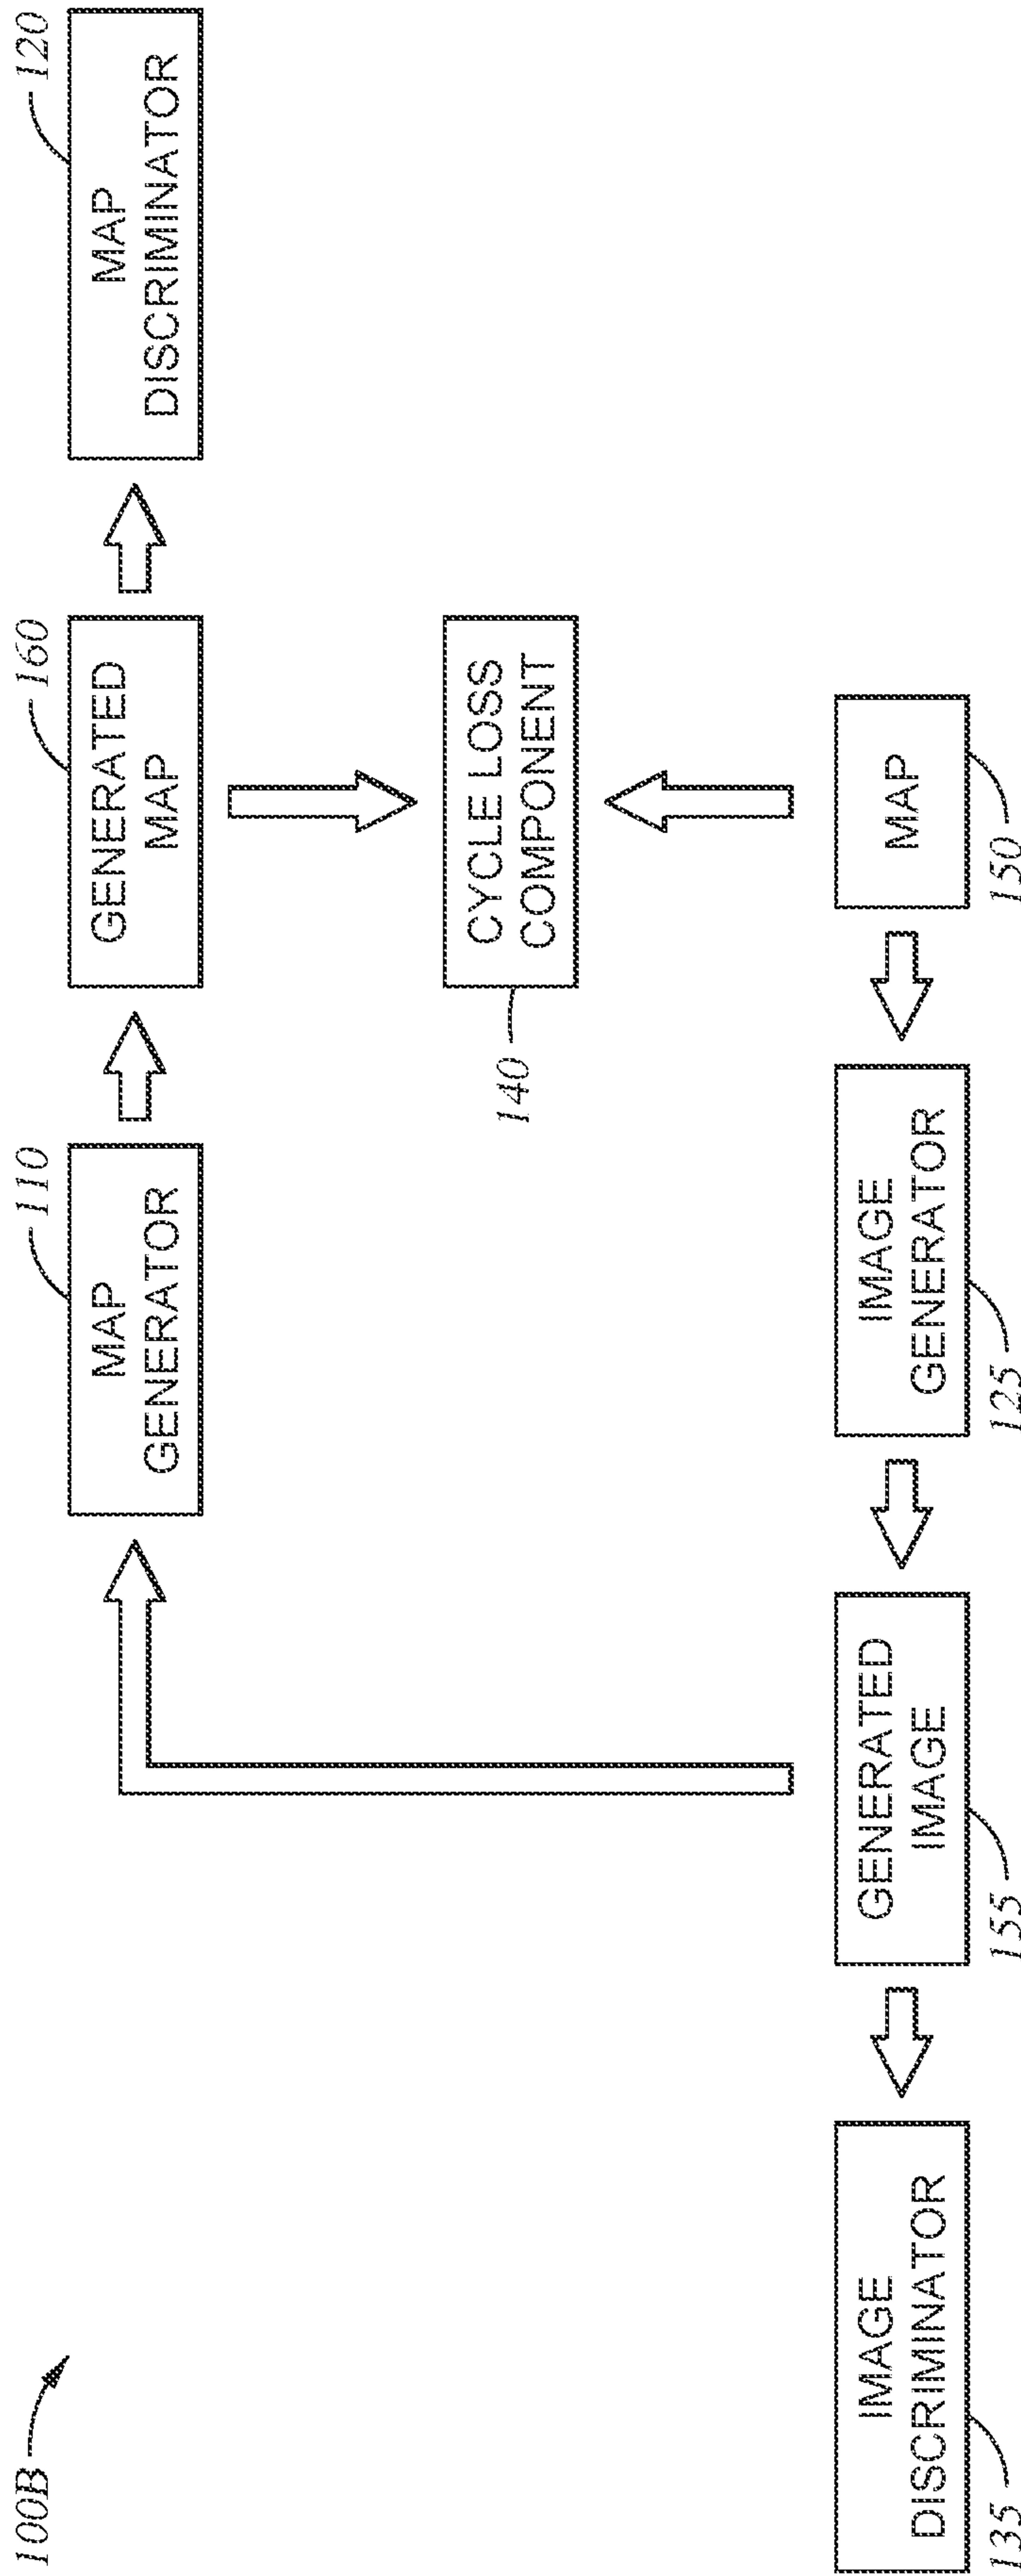 100B
110
160
120
MAP
GENERATOR
GENERATED
MAP
MAP
DISCRIMINATOR
140
CYCLE LOSS
COMPONENT
IMAGE
DISCRIMINATOR
GENERATED
IMAGE
IMAGE
GENERATOR
MAP
135
155
125
150